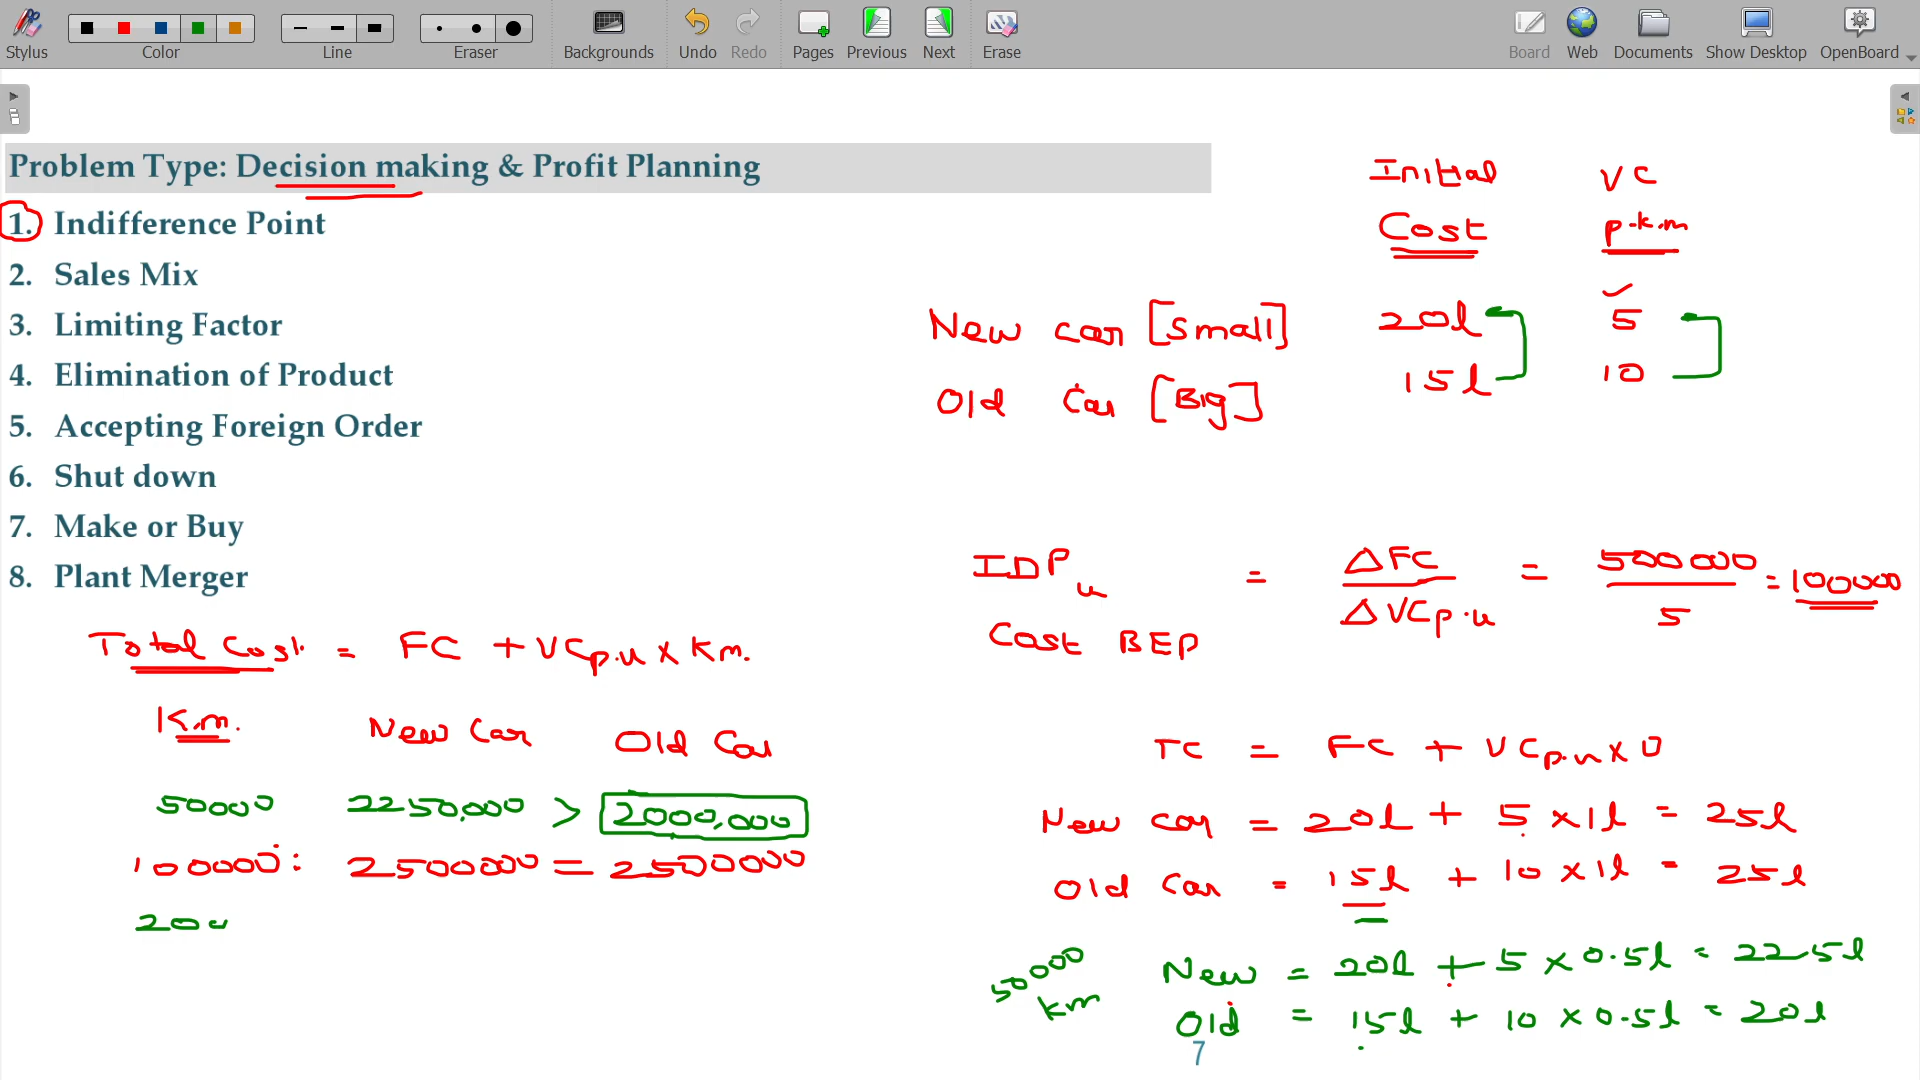 Stylus
Color
Line
Eraser
Backgrounds
Undo
Redo
Pages
Previous
Next
Erase
Board
Web
Documents
Show Desktop
OpenBoard
Problem Type: Decision making & Profit Planning
1. Indifference Point
2. Sales Mix
3. Limiting Factor
4. Elimination of Product
5. Accepting Foreign Order
6. Shut down
7. Make or Buy
8. Plant Merger
Total Cost = FC + VCp.u x Km.
Km. New Car Old Car
50000 2250,000 > 2000,000
100000: 2500000 = 2500000
200
Initial VC
Cost p.k.m
New car [Small] 20l 5
Old Car [Big] 15l 10
IDPu = ΔFC / ΔVCp.u = 500000 / 5 = 100000
Cost BEP
TC = FC + VCp.u x 0
New car = 20l + 5 x 1l = 25l
Old Car = 15l + 10 x 1l = 25l
50000 km
New = 20l + 5 x 0.5l = 22.5l
Old = 15l + 10 x 0.5l = 20l
7